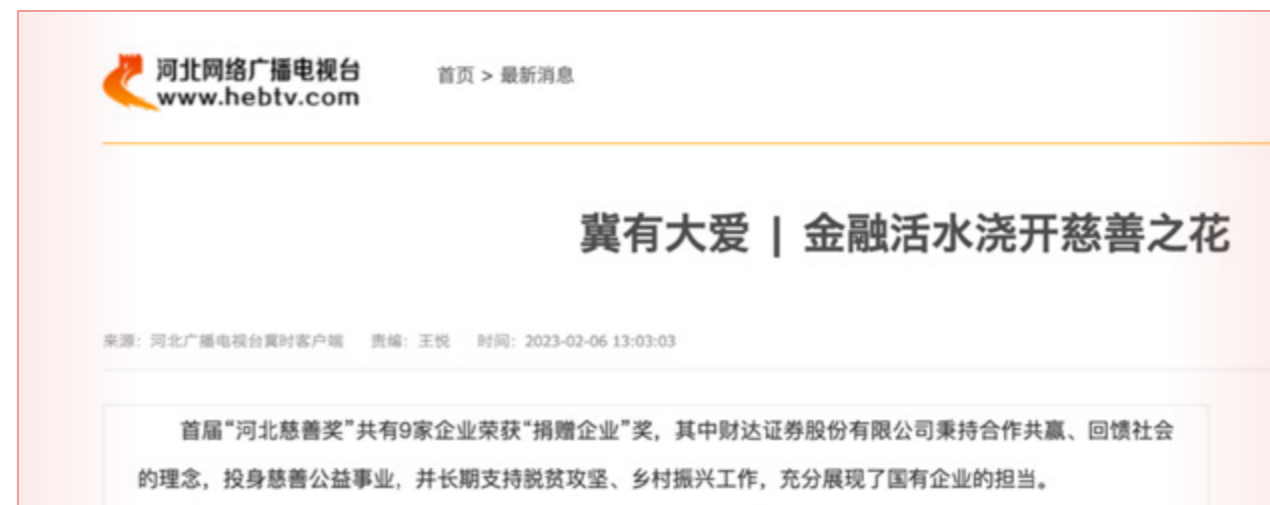 河北网络广播电视台
www.hebtv.com
首页 > 最新消息
冀有大爱 | 金融活水浇开慈善之花
来源：河北广播电视台冀时客户端 责编：王悦 时间：2023-02-06 13:03:03
首届“河北慈善奖”共有9家企业荣获“捐赠企业”奖，其中财达证券股份有限公司秉持合作共赢、回馈社会
的理念，投身慈善公益事业，并长期支持脱贫攻坚、乡村振兴工作，充分展现了国有企业的担当。